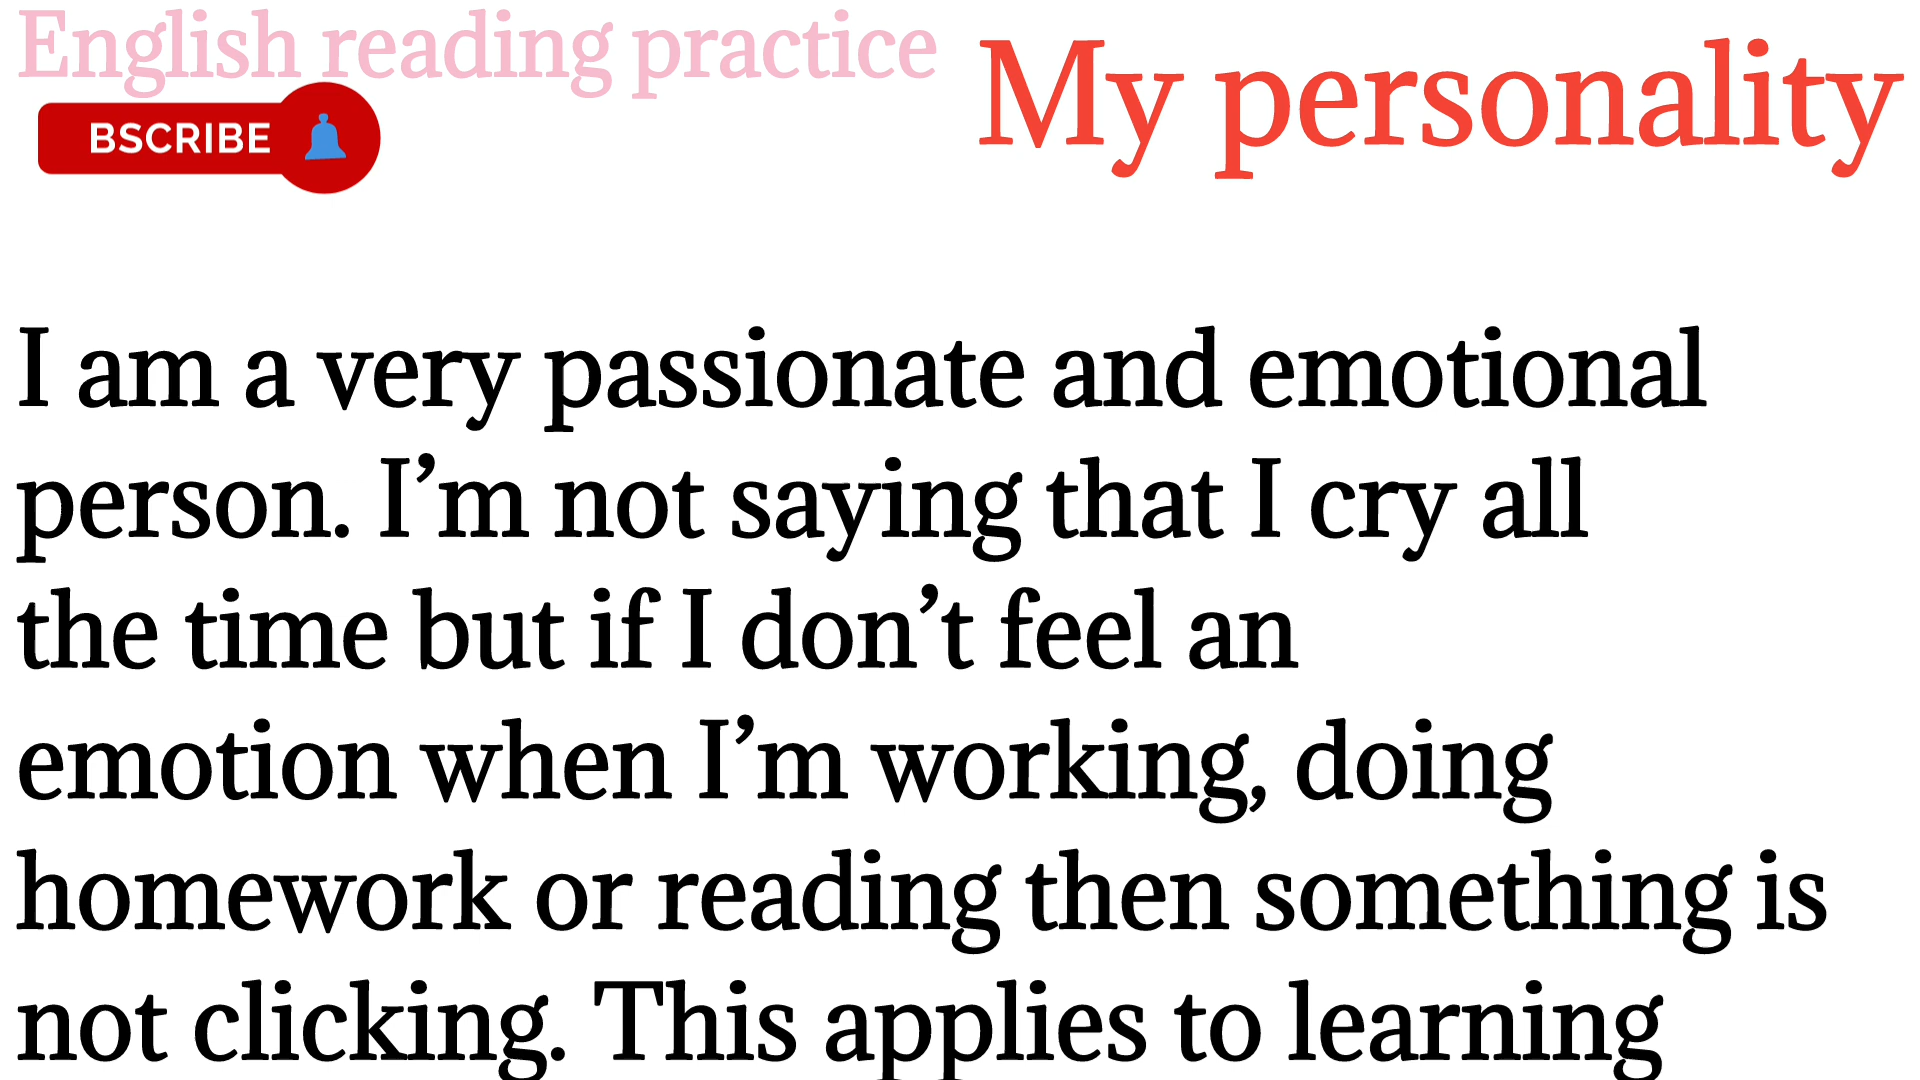 English reading practice
My personality
BSCRIBE
I am a very passionate and emotional
person. I’m not saying that I cry all
the time but if I don’t feel an
emotion when I’m working, doing
homework or reading then something is
not clicking. This applies to learning